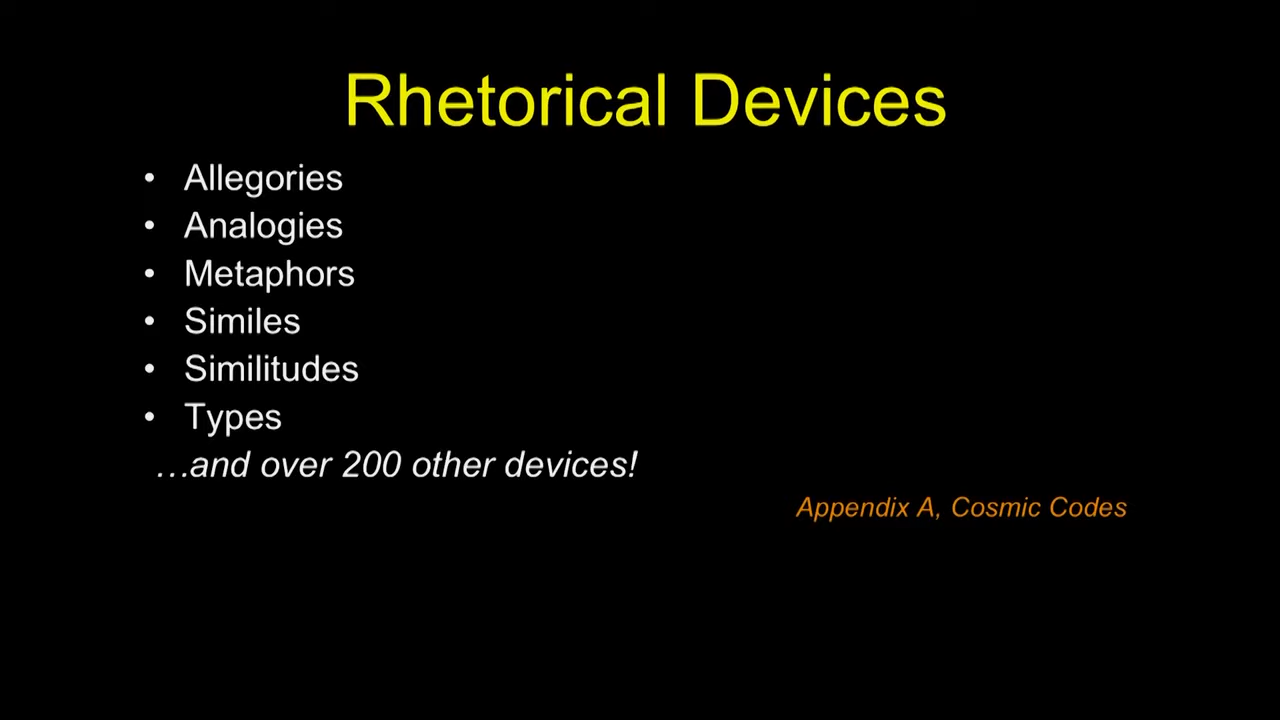 Rhetorical Devices
• Allegories
• Analogies
• Metaphors
• Similes
• Similitudes
• Types
…and over 200 other devices!
Appendix A, Cosmic Codes